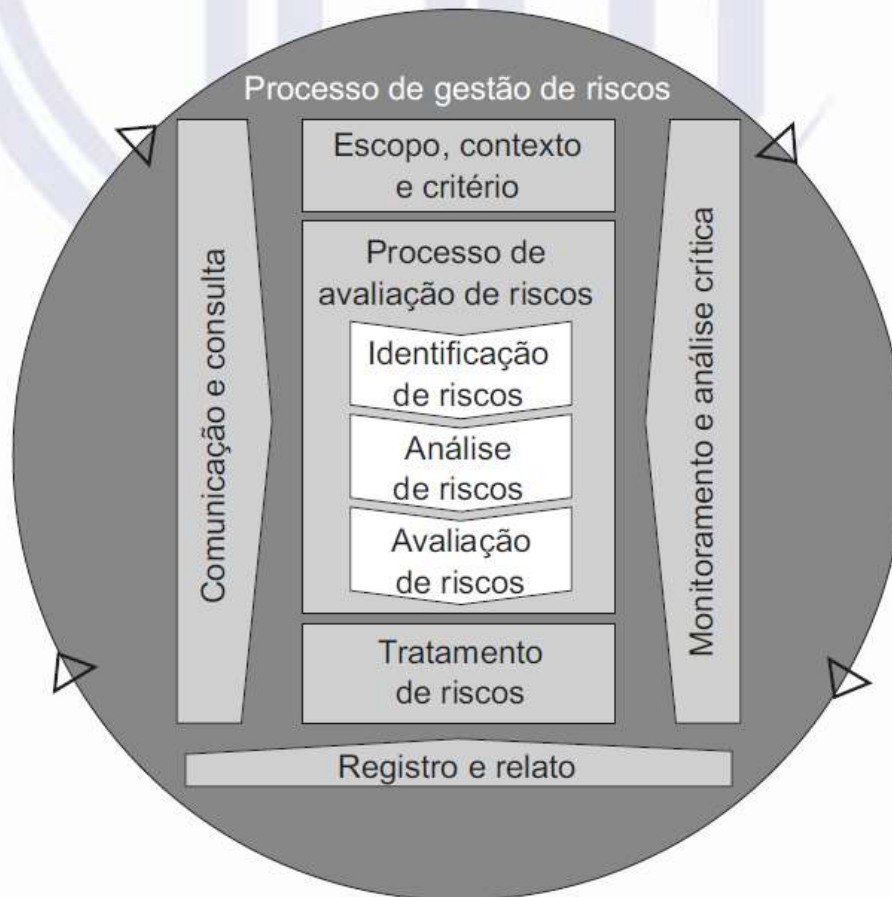 Processo de gestão de riscos
Escopo, contexto
e critério
Processo de
avaliação de riscos
Identificação
de riscos
Análise
de riscos
Avaliação
de riscos
Tratamento
de riscos
Comunicação e consulta
Monitoramento e análise crítica
Registro e relato